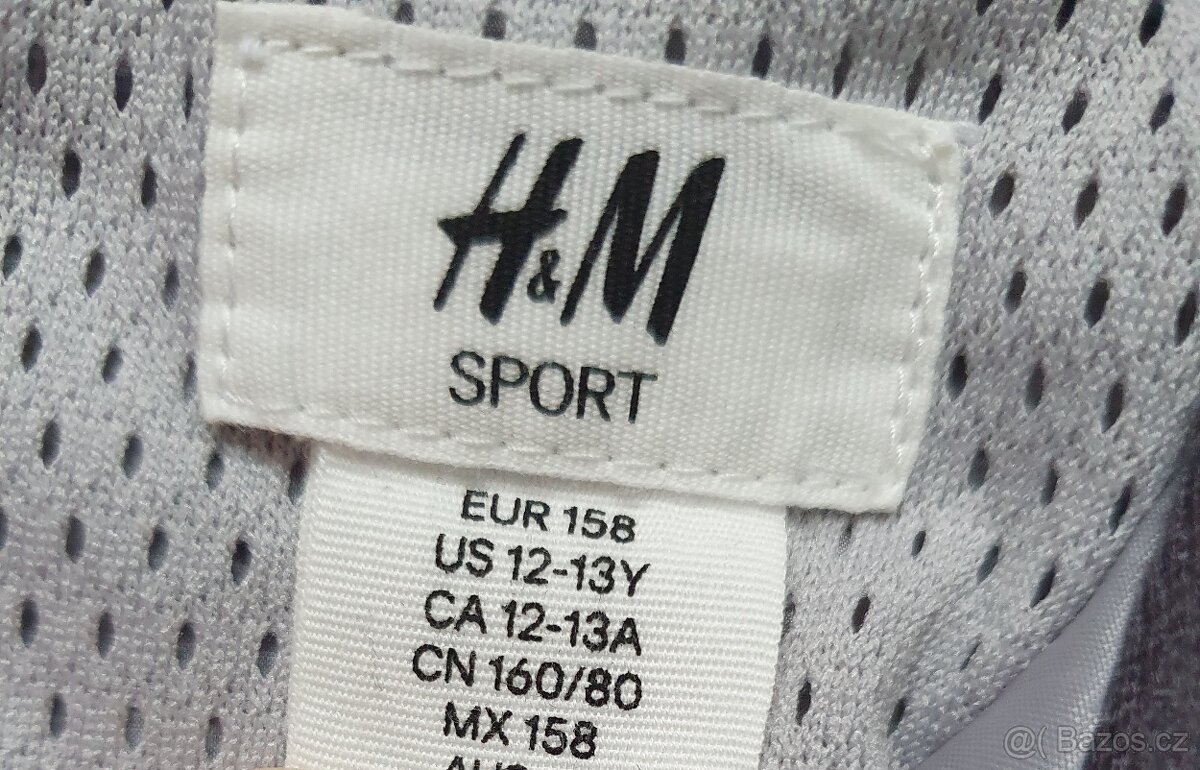 H&M
SPORT
EUR 158
US 12-13Y
CA 12-13A
CN 160/80
MX 158
@( Bazos.cz